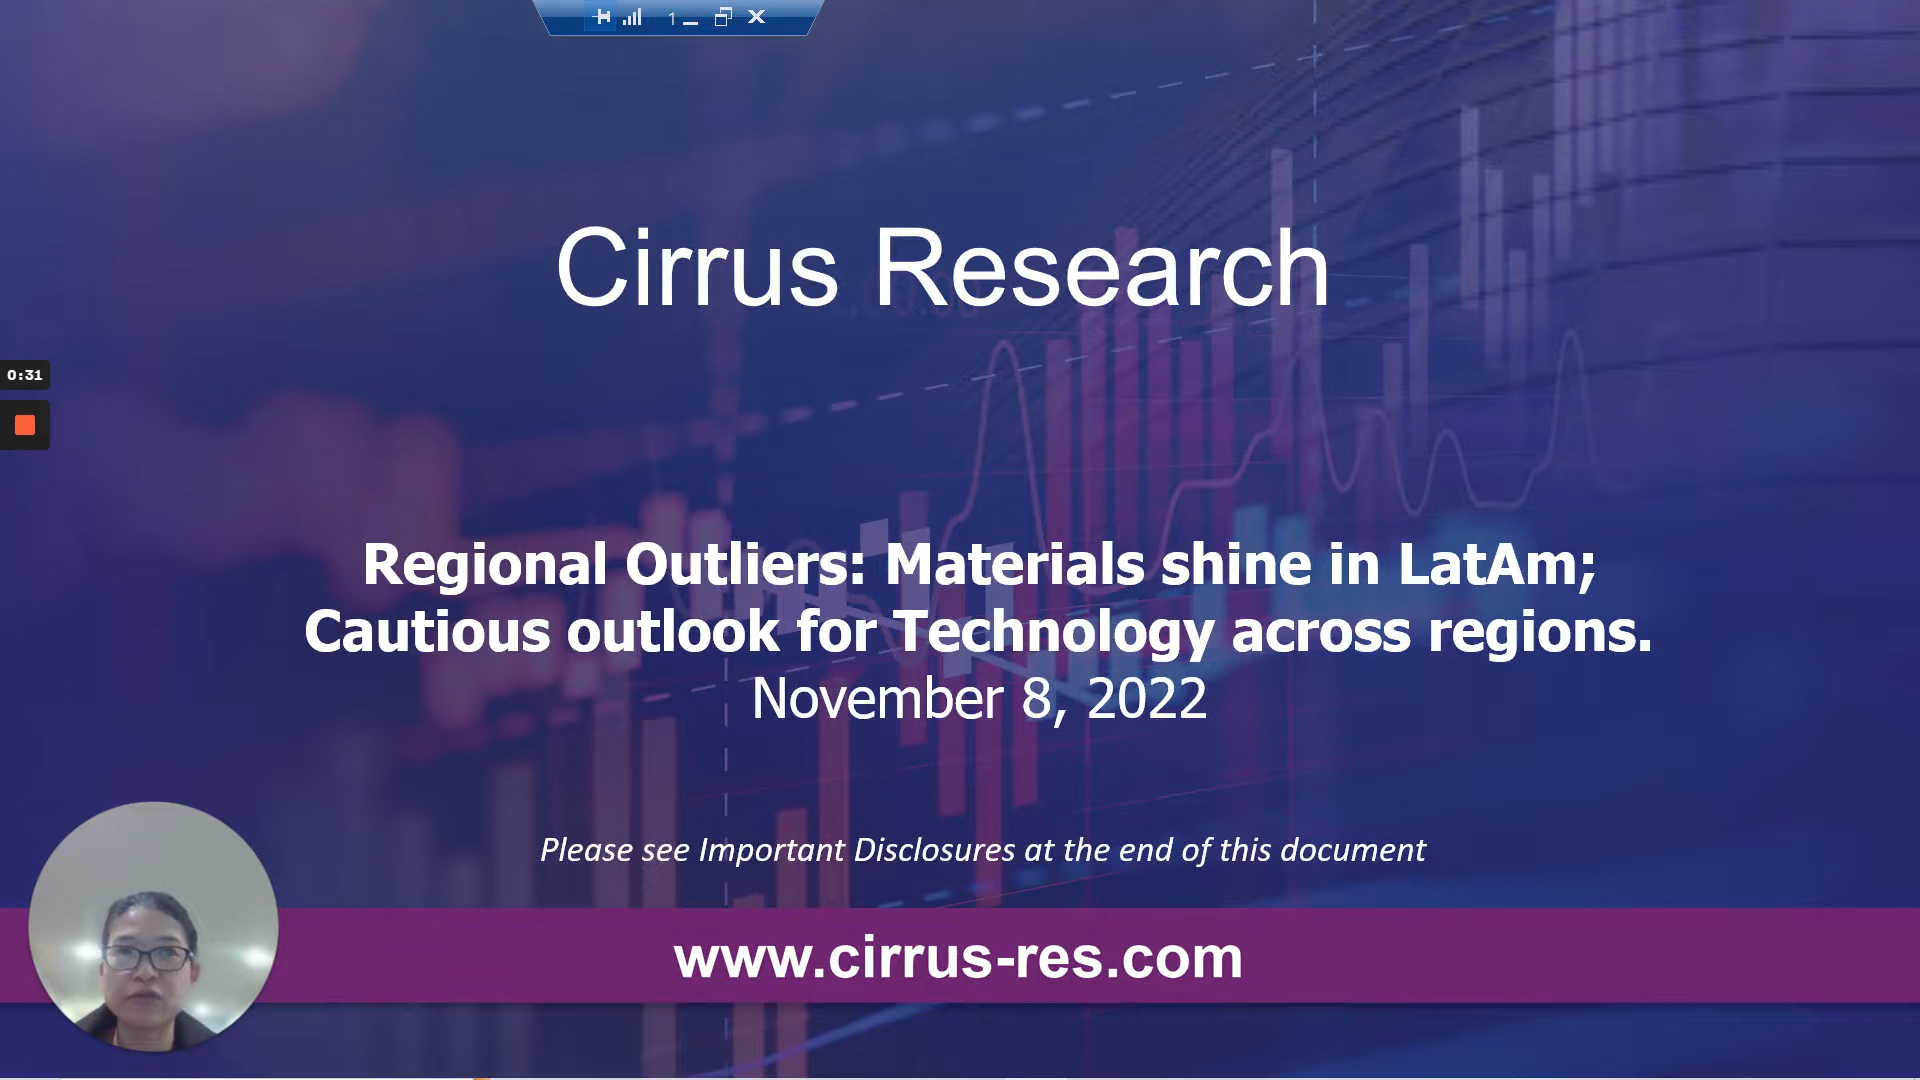 1
Cirrus Research
0:31
Regional Outliers: Materials shine in LatAm;
Cautious outlook for Technology across regions.
November 8, 2022
Please see Important Disclosures at the end of this document
www.cirrus-res.com